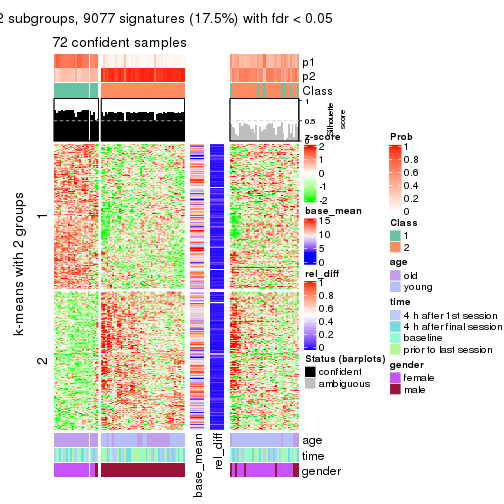 2 subgroups, 9077 signatures (17.5%) with fdr < 0.05
72 confident samples
p1
p2
Class
1
0.5
0
Silhouette
score
z-score
2
1
0
-1
-2
base_mean
15
10
5
0
rel_diff
1
0.8
0.6
0.4
0.2
0
Status (barplots)
confident
ambiguous
Prob
1
0.8
0.6
0.4
0.2
0
Class
1
2
age
old
young
time
4 h after 1st session
4 h after final session
baseline
prior to last session
gender
female
male
k-means with 2 groups
1
2
age
time
gender
base_mean
rel_diff